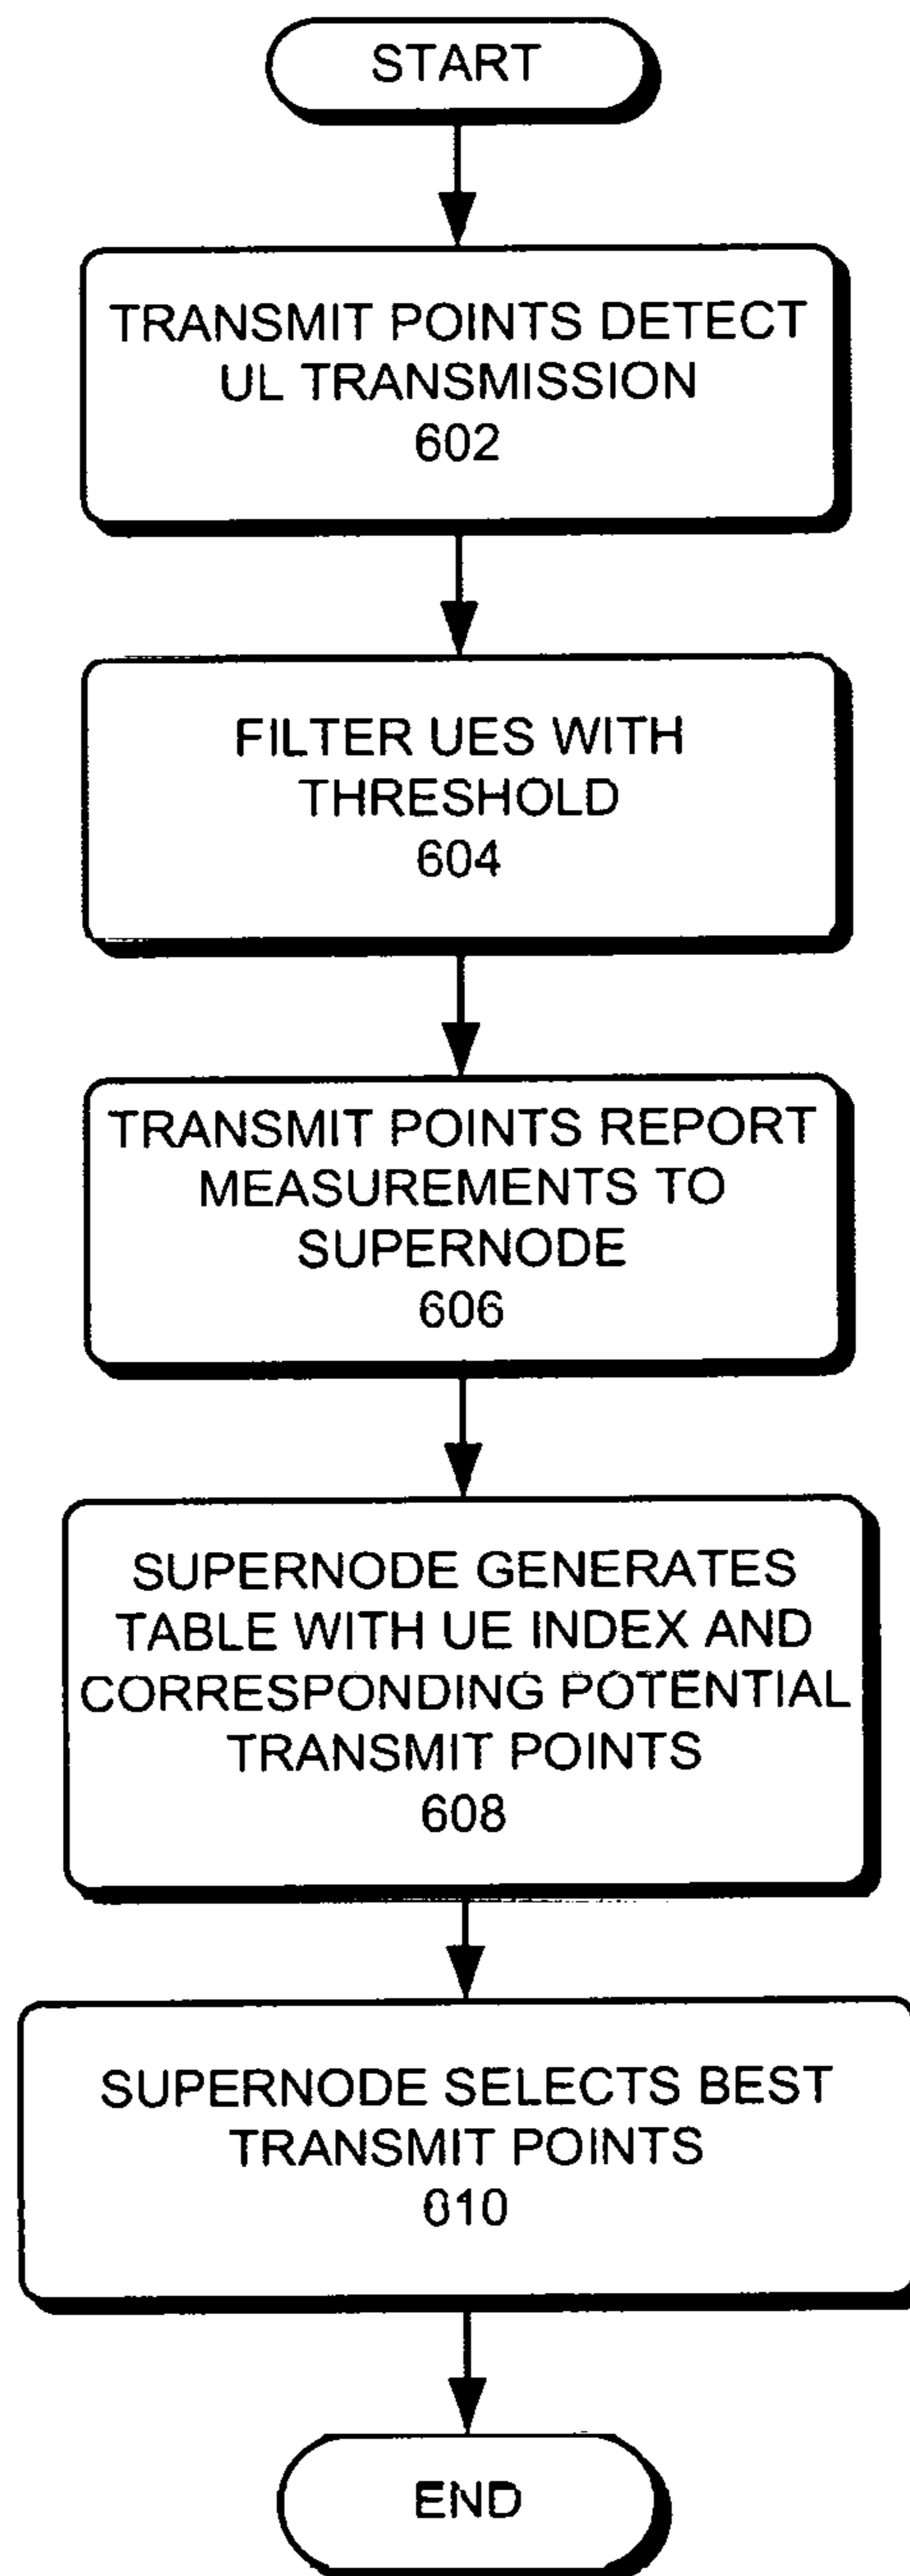 START
TRANSMIT POINTS DETECT
UL TRANSMISSION
602
FILTER UES WITH
THRESHOLD
604
TRANSMIT POINTS REPORT
MEASUREMENTS TO
SUPERNODE
606
SUPERNODE GENERATES
TABLE WITH UE INDEX AND
CORRESPONDING POTENTIAL
TRANSMIT POINTS
608
SUPERNODE SELECTS BEST
TRANSMIT POINTS
610
END